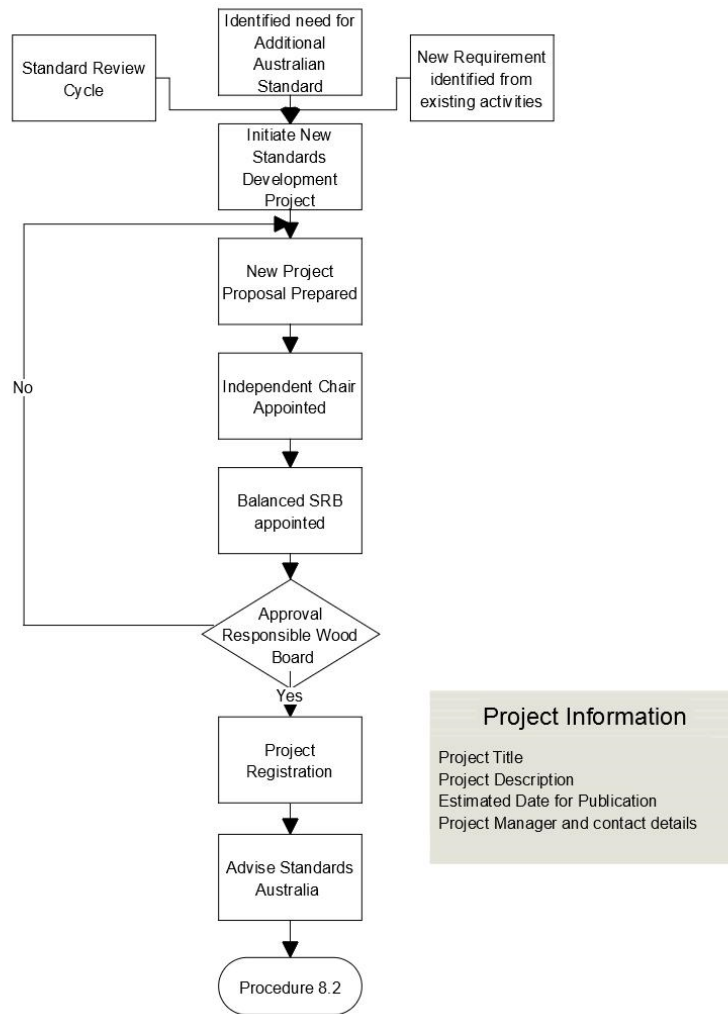 Identified need for
Additional
Australian
Standard
Standard Review
Cycle
New Requirement
identified from
existing activities
Initiate New
Standards
Development
Project
New Project
Proposal Prepared
No
Independent Chair
Appointed
Balanced SRB
appointed
Approval
Responsible Wood
Board
Yes
Project
Registration
Project Information
Project Title
Project Description
Estimated Date for Publication
Project Manager and contact details
Advise Standards
Australia
Procedure 8.2